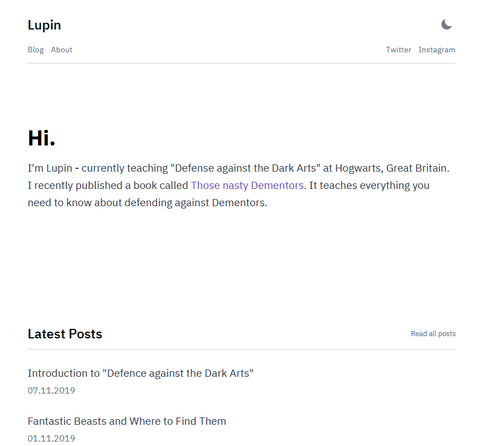 Lupin
Blog About Twitter Instagram
Hi.
I'm Lupin - currently teaching "Defense against the Dark Arts" at Hogwarts, Great Britain.
I recently published a book called Those nasty Dementors. It teaches everything you
need to know about defending against Dementors.
Latest Posts Read all posts
Introduction to "Defence against the Dark Arts"
07.11.2019
Fantastic Beasts and Where to Find Them
01.11.2019